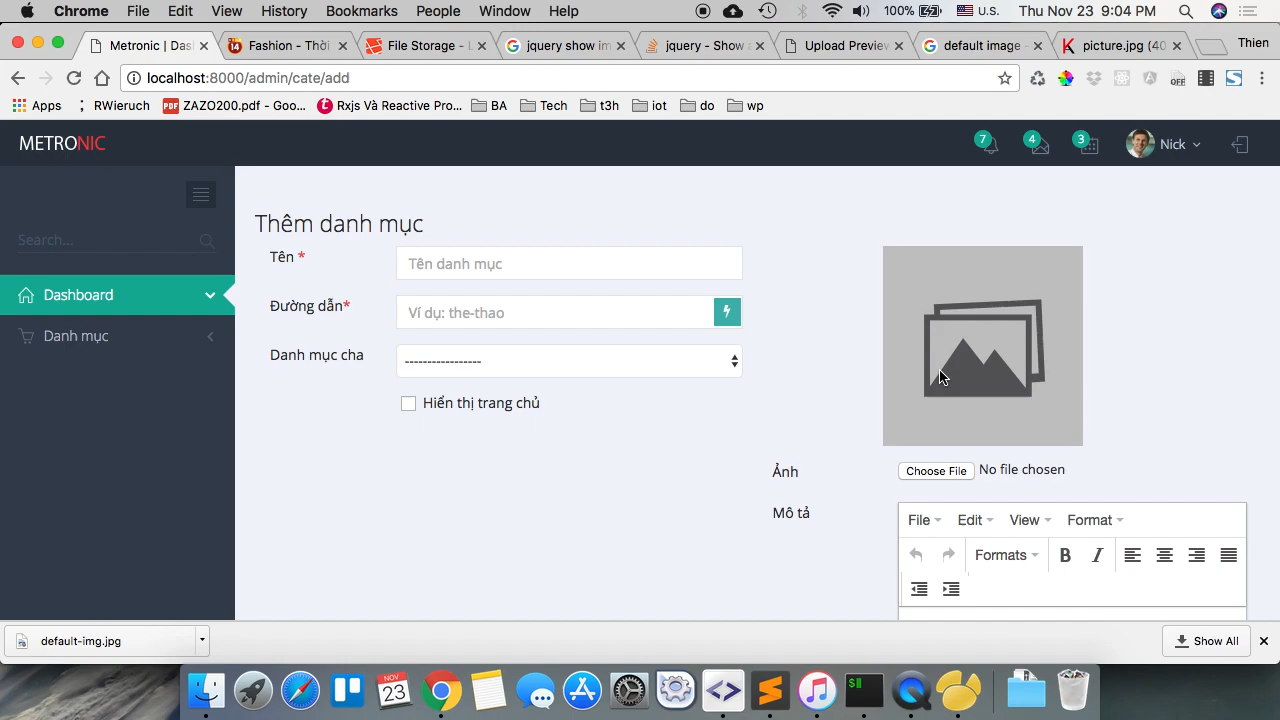 Chrome File Edit View History Bookmarks People Window Help 100% U.S. Thu Nov 23 9:04 PM
Metronic | Das Fashion - Thời File Storage - L jquery show im jquery - Show a Upload Preview default image - picture.jpg (40 Thien
localhost:8000/admin/cate/add
Apps RWieruch ZAZO200.pdf - Goo... Rxjs Và Reactive Pro... BA Tech t3h iot do wp
METRONIC 7 4 3 Nick
Search...
Dashboard
Danh mục
Thêm danh mục
Tên * Tên danh mục
Đường dẫn* Ví dụ: the-thao
Danh mục cha -----------------
Hiển thị trang chủ
Ảnh Choose File No file chosen
Mô tả File Edit View Format
Formats B I
default-img.jpg Show All
NOV
23